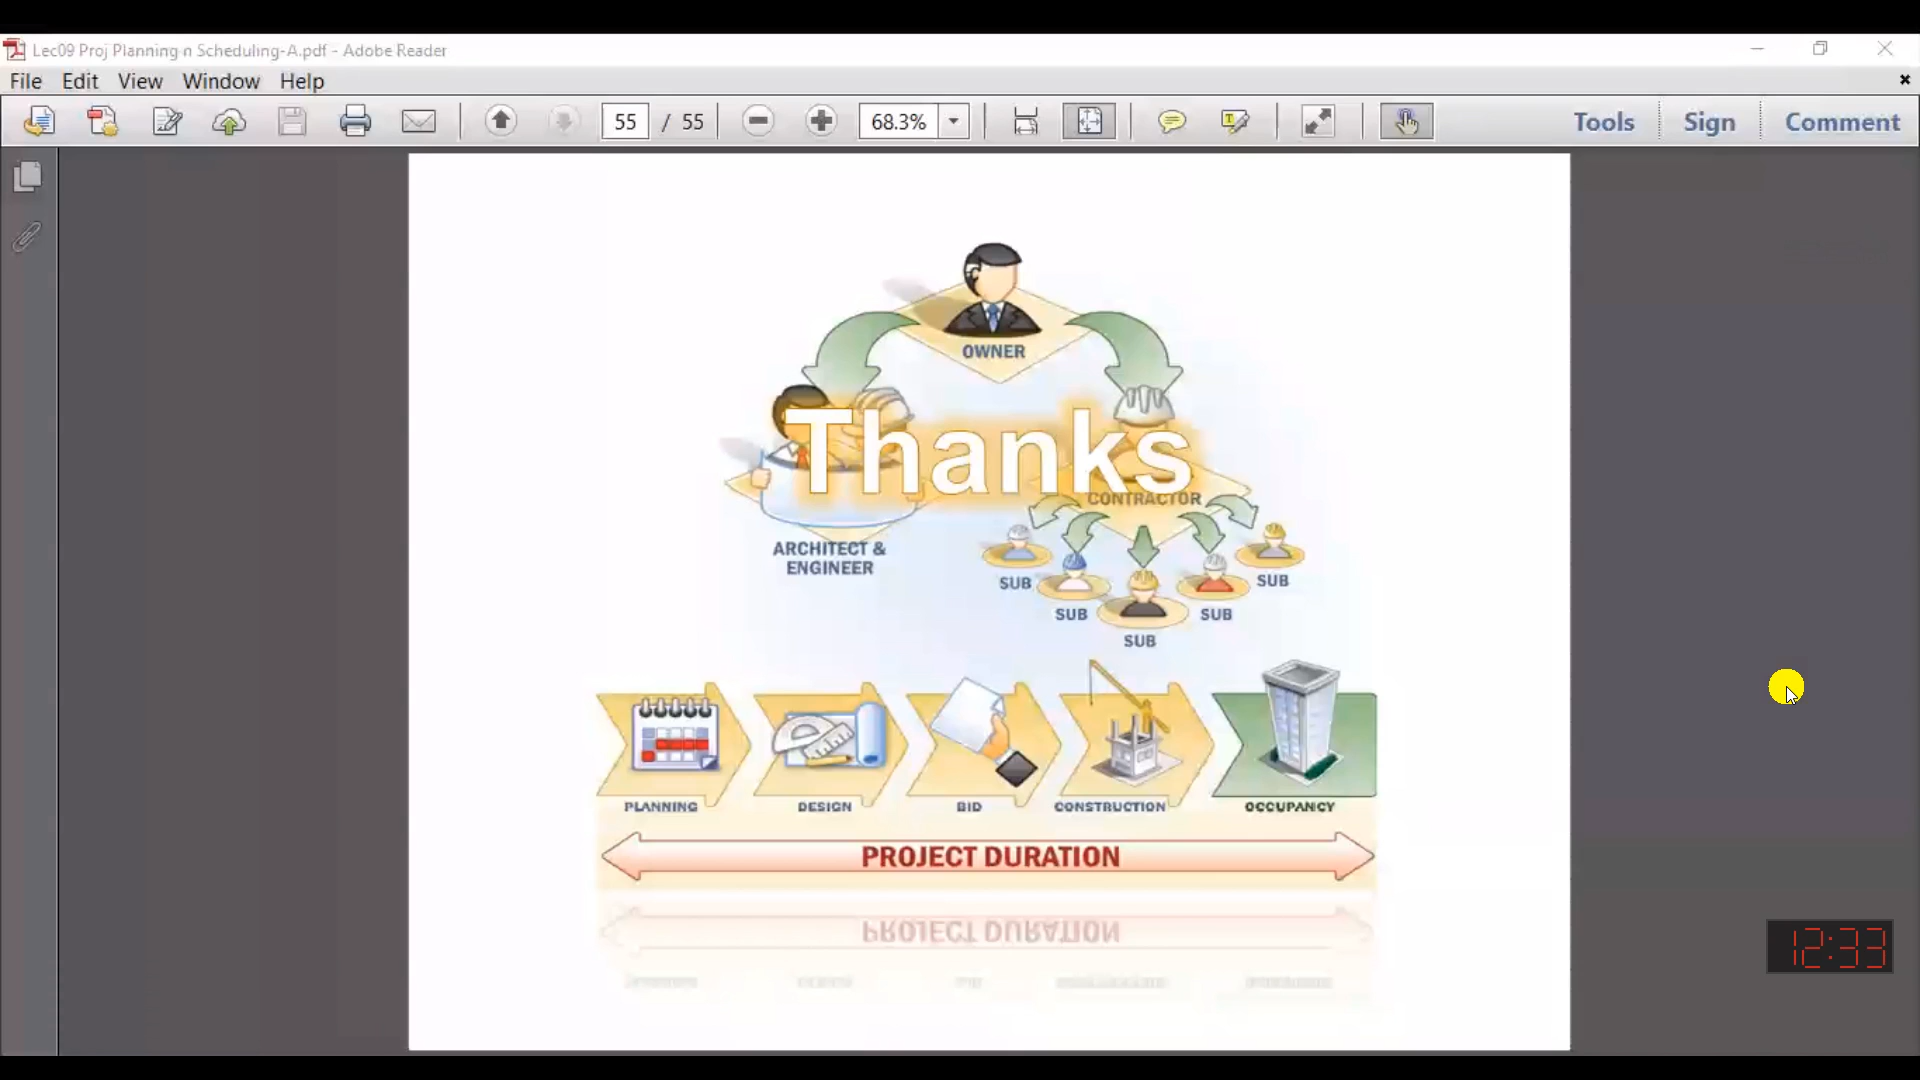 Lec09 Proj Planning n Scheduling-A.pdf - Adobe Reader
File Edit View Window Help
55 / 55 68.3% Tools Sign Comment
OWNER
Thanks
CONTRACTOR
ARCHITECT &
ENGINEER
SUB SUB
SUB SUB
SUB
PLANNING DESIGN BID CONSTRUCTION OCCUPANCY
PROJECT DURATION
PROJECT DURATION
12:33